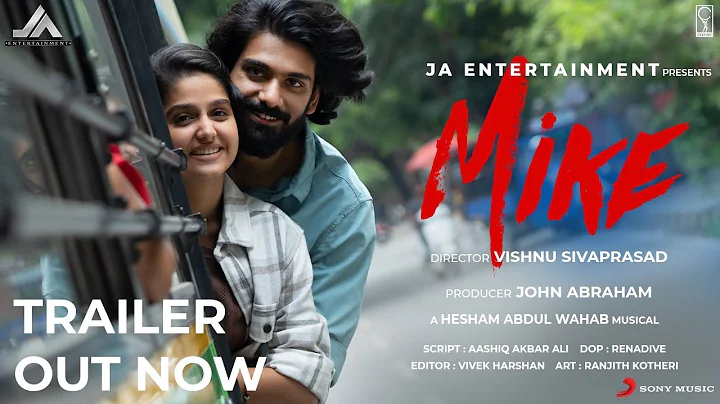 JA
ENTERTAINMENT
JA ENTERTAINMENT PRESENTS
MIKE
DIRECTOR VISHNU SIVAPRASAD
PRODUCER JOHN ABRAHAM
A HESHAM ABDUL WAHAB MUSICAL
SCRIPT : AASHIQ AKBAR ALI DOP : RENADIVE
EDITOR : VIVEK HARSHAN ART : RANJITH KOTHERI
SONY MUSIC
TRAILER
OUT NOW